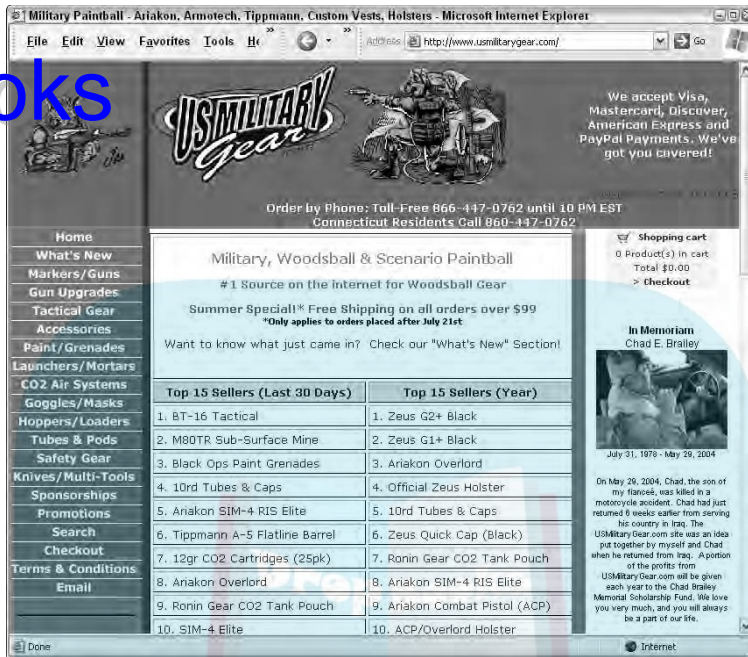 Military Paintball - Ariakon, Armotech, Tippmann, Custom Vests, Holsters - Microsoft Internet Explorer
File Edit View Favorites Tools He » » Address http://www.usmilitarygear.com/ Go
oks
US MILITARY
Gear
We accept Visa,
Mastercard, Discover,
American Express and
PayPal Payments. We've
got you covered!
Order by Phone: Toll-Free 866-447-0762 until 10 PM EST
Connecticut Residents Call 860-447-0762
Home
What's New
Markers/Guns
Gun Upgrades
Tactical Gear
Accessories
Paint/Grenades
Launchers/Mortars
CO2 Air Systems
Goggles/Masks
Hoppers/Loaders
Tubes & Pods
Safety Gear
Knives/Multi-Tools
Sponsorships
Promotions
Search
Checkout
Terms & Conditions
Email
Military, Woodsball & Scenario Paintball
#1 Source on the internet for Woodsball Gear
Summer Special!* Free Shipping on all orders over $99
*Only applies to orders placed after July 21st
Want to know what just came in? Check our "What's New" Section!
Top 15 Sellers (Last 30 Days)
1. BT-16 Tactical
2. M80TR Sub-Surface Mine
3. Black Ops Paint Grenades
4. 10rd Tubes & Caps
5. Ariakon SIM-4 RIS Elite
6. Tippmann A-5 Flatline Barrel
7. 12gr CO2 Cartridges (25pk)
8. Ariakon Overlord
9. Ronin Gear CO2 Tank Pouch
10. SIM-4 Elite
Top 15 Sellers (Year)
1. Zeus G2+ Black
2. Zeus G1+ Black
3. Ariakon Overlord
4. Official Zeus Holster
5. 10rd Tubes & Caps
6. Zeus Quick Cap (Black)
7. Ronin Gear CO2 Tank Pouch
8. Ariakon SIM-4 RIS Elite
9. Ariakon Combat Pistol (ACP)
10. ACP/Overlord Holster
Shopping cart
0 Product(s) in cart
Total $0.00
> Checkout
In Memoriam
Chad E. Brailey
July 31, 1978 - May 29, 2004
On May 29, 2004, Chad, the son of
my fianceé, was killed in a
motorcycle accident. Chad had just
returned 6 weeks earlier from serving
his country in Iraq. The
USMilitaryGear.com site was an idea
put together by myself and Chad
when he returned from Iraq. A portion
of the profits from
USMilitaryGear.com will be given
each year to the Chad Brailey
Memorial Scholarship Fund. We love
you very much, and you will always
be a part of our life.
Done
Internet